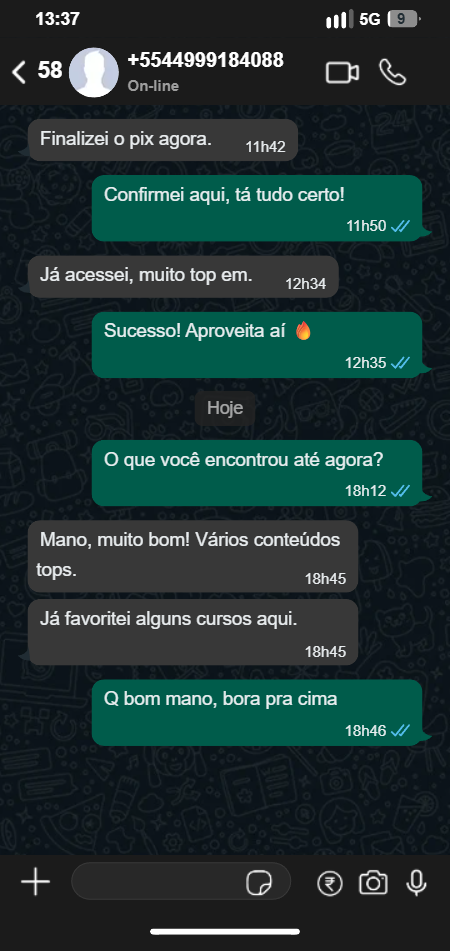 13:37
5G 9
58
+5544999184088
On-line
Finalizei o pix agora.
11h42
Confirmei aqui, tá tudo certo!
11h50
Já acessei, muito top em.
12h34
Sucesso! Aproveita aí 🔥
12h35
Hoje
O que você encontrou até agora?
18h12
Mano, muito bom! Vários conteúdos
tops.
18h45
Já favoritei alguns cursos aqui.
18h45
Q bom mano, bora pra cima
18h46
₹